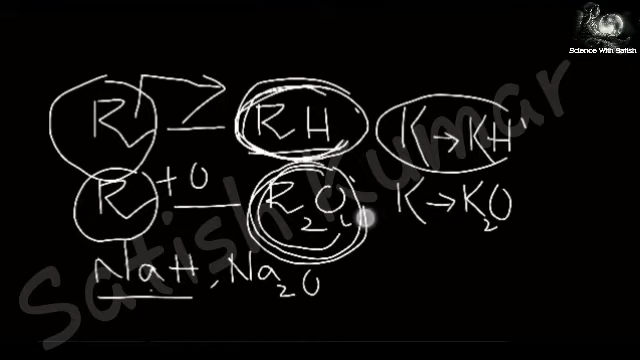 Science With Satish
R — RH K → KH
R + O — R₂O K → K₂O
NaH, Na₂O
Satish Kumar